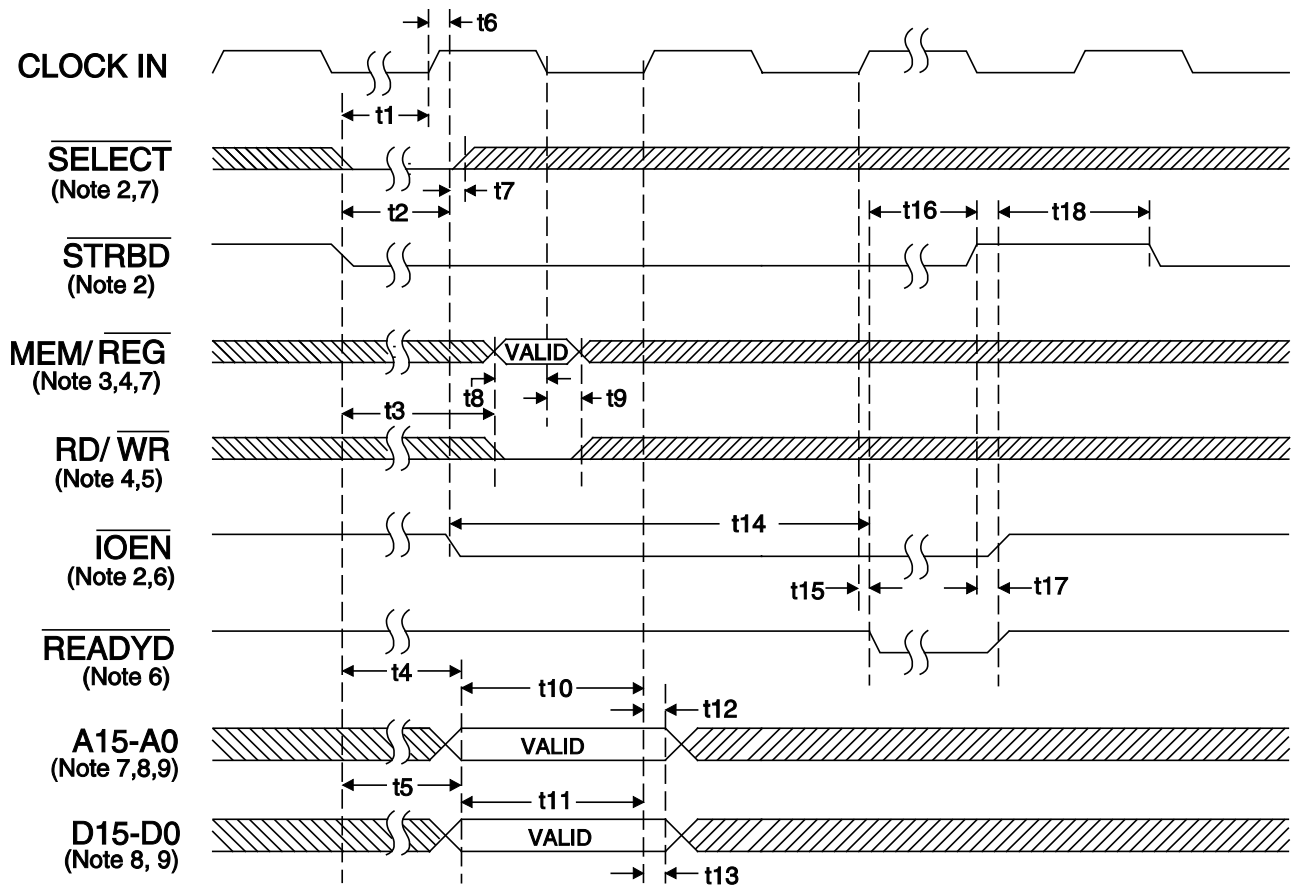 t6
CLOCK IN
t1
SELECT
(Note 2,7)
t7
t2
t16
t18
STRBD
(Note 2)
MEM/REG
(Note 3,4,7)
VALID
t8
t9
t3
RD/WR
(Note 4,5)
t14
IOEN
(Note 2,6)
t15
t17
READYD
(Note 6)
t4
t10
t12
A15-A0
(Note 7,8,9)
VALID
t5
t11
D15-D0
(Note 8, 9)
VALID
t13